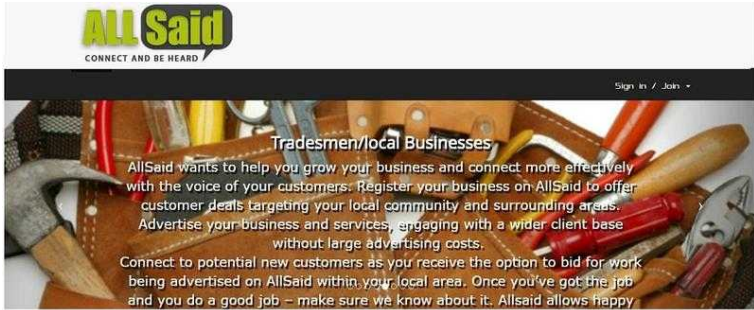 ALL Said
CONNECT AND BE HEARD
Sign in / Join
Tradesmen/local Businesses
AllSaid wants to help you grow your business and connect more effectively
with the voice of your customers. Register your business on AllSaid to offer
customer deals targeting your local community and surrounding areas.
Advertise your business and services, engaging with a wider client base
without large advertising costs.
Connect to potential new customers as you receive the option to bid for work
being advertised on AllSaid within your local area. Once you've got the job
and you do a good job – make sure we know about it. Allsaid allows happy